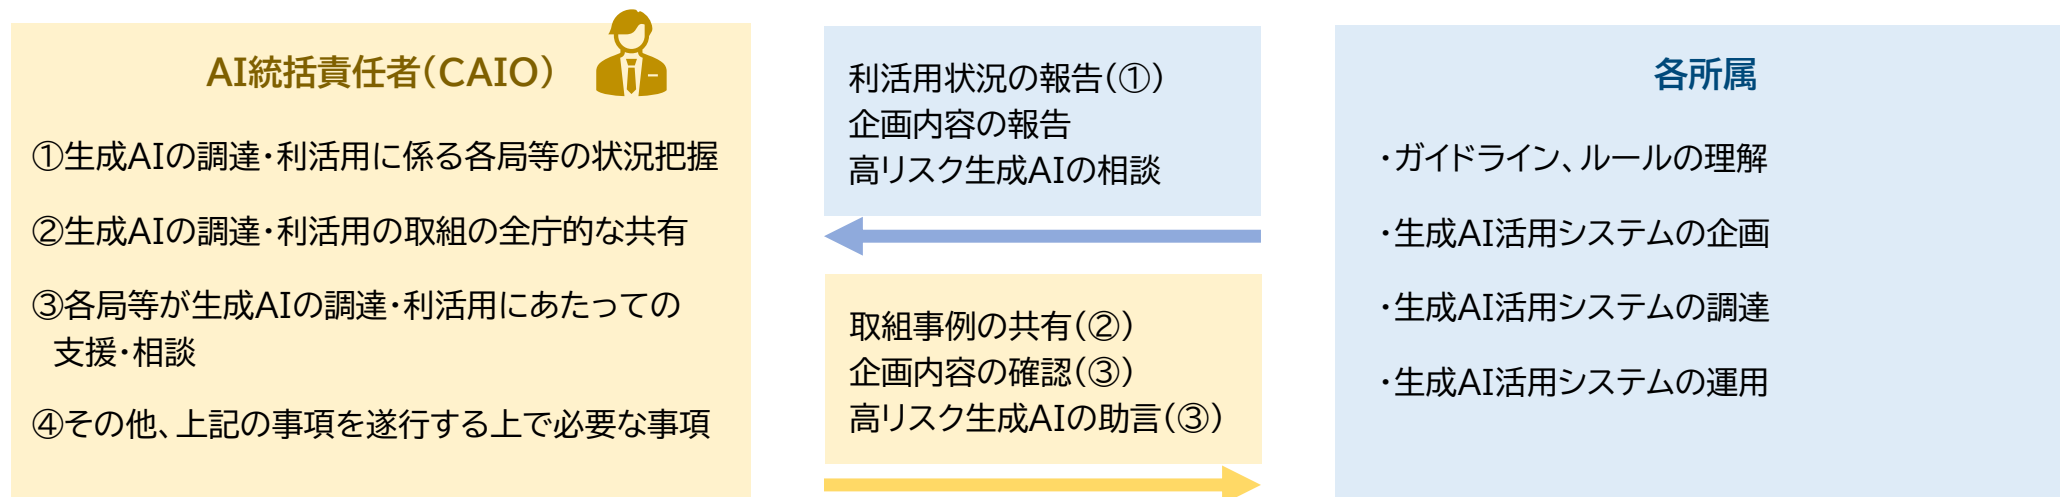 AI統括責任者(CAIO)
①生成AIの調達・利活用に係る各局等の状況把握
②生成AIの調達・利活用の取組の全庁的な共有
③各局等が生成AIの調達・利活用にあたっての
支援・相談
④その他、上記の事項を遂行する上で必要な事項
利活用状況の報告(①)
企画内容の報告
高リスク生成AIの相談
取組事例の共有(②)
企画内容の確認(③)
高リスク生成AIの助言(③)
各所属
・ガイドライン、ルールの理解
・生成AI活用システムの企画
・生成AI活用システムの調達
・生成AI活用システムの運用